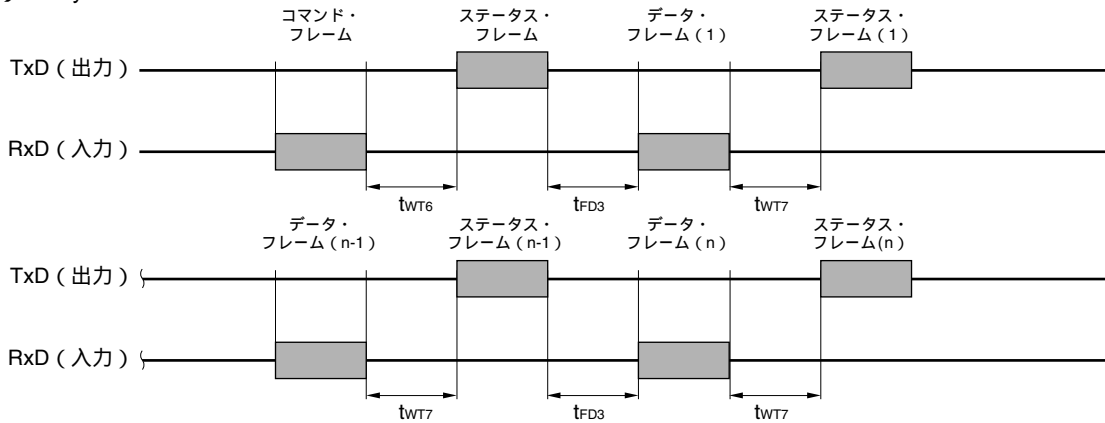 コマンド・
フレーム
ステータス・
フレーム
データ・
フレーム（1）
ステータス・
フレーム（1）
TxD（出力）
RxD（入力）
tWT6
tFD3
tWT7
データ・
フレーム（n-1）
ステータス・
フレーム（n-1）
データ・
フレーム（n）
ステータス・
フレーム(n)
TxD（出力）
RxD（入力）
tWT7
tFD3
tWT7